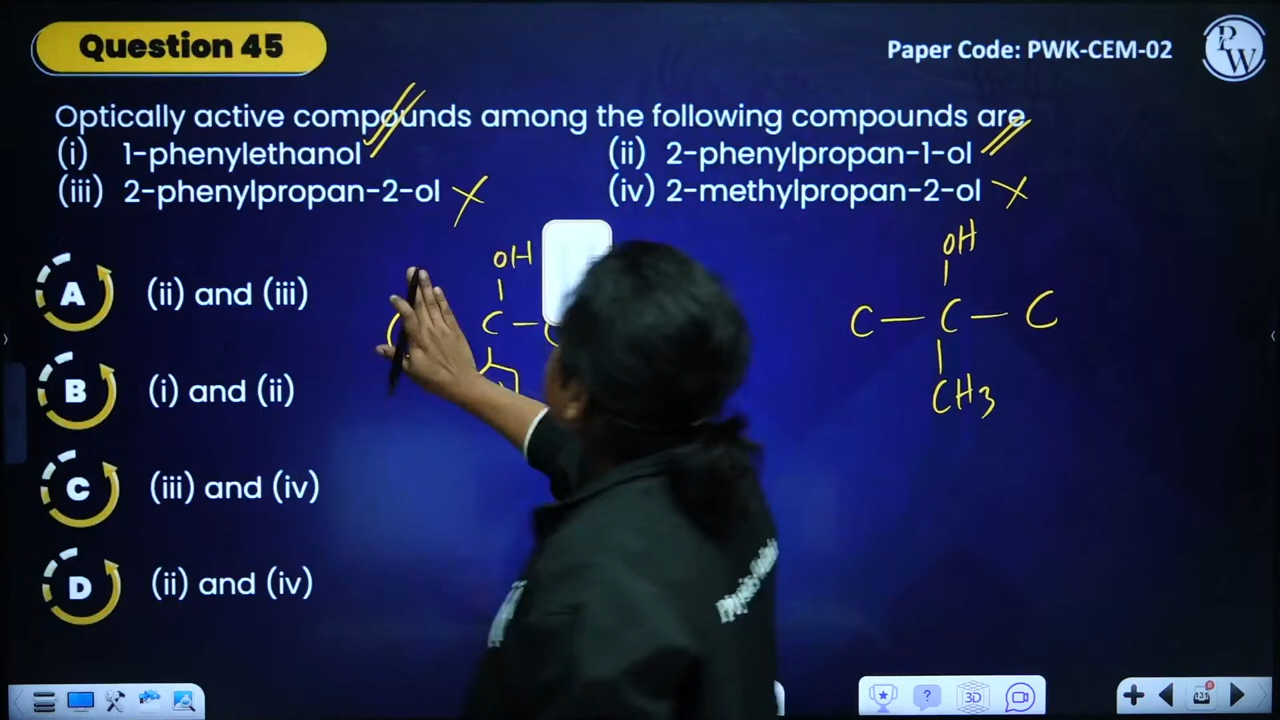 Question 45
Paper Code: PWK-CEM-02
PW
Optically active compounds among the following compounds are
(i) 1-phenylethanol
(ii) 2-phenylpropan-1-ol
(iii) 2-phenylpropan-2-ol
(iv) 2-methylpropan-2-ol
OH
OH
C — C
C — C — C
CH3
A (ii) and (iii)
B (i) and (ii)
C (iii) and (iv)
D (ii) and (iv)
? 3D